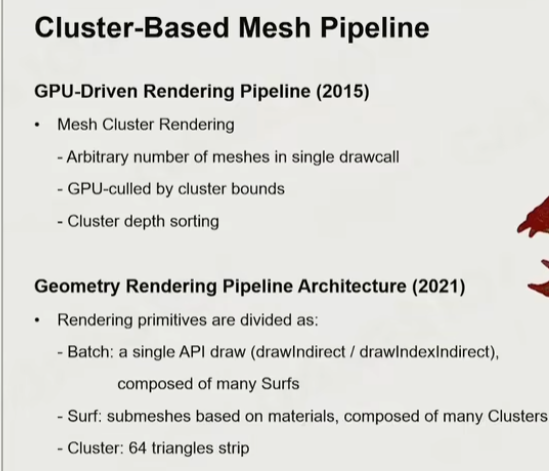 Cluster-Based Mesh Pipeline
GPU-Driven Rendering Pipeline (2015)
• Mesh Cluster Rendering
- Arbitrary number of meshes in single drawcall
- GPU-culled by cluster bounds
- Cluster depth sorting
Geometry Rendering Pipeline Architecture (2021)
• Rendering primitives are divided as:
- Batch: a single API draw (drawIndirect / drawIndexIndirect),
composed of many Surfs
- Surf: submeshes based on materials, composed of many Clusters
- Cluster: 64 triangles strip